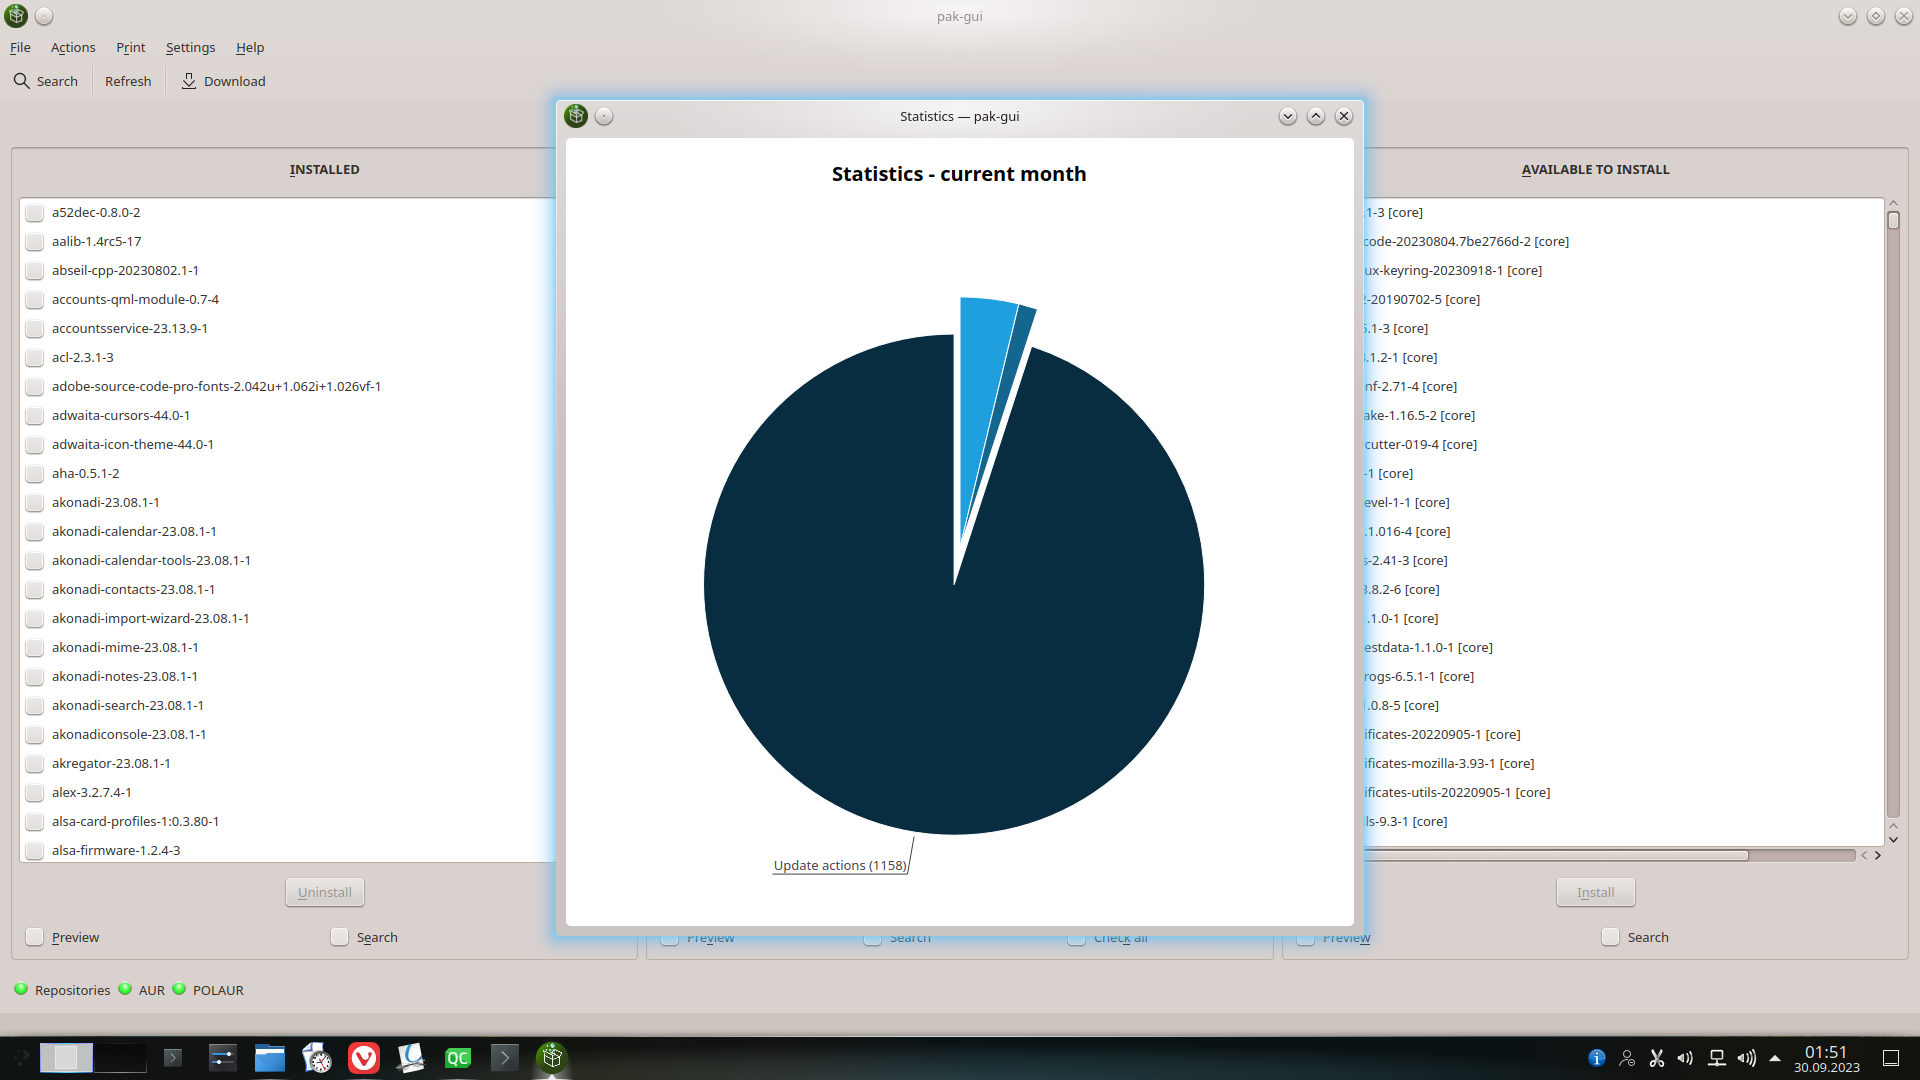 pak-gui
File Actions Print Settings Help
Search Refresh Download
Statistics — pak-gui
Statistics - current month
Update actions (1158)
INSTALLED
a52dec-0.8.0-2
aalib-1.4rc5-17
abseil-cpp-20230802.1-1
accounts-qml-module-0.7-4
accountsservice-23.13.9-1
acl-2.3.1-3
adobe-source-code-pro-fonts-2.042u+1.062i+1.026vf-1
adwaita-cursors-44.0-1
adwaita-icon-theme-44.0-1
aha-0.5.1-2
akonadi-23.08.1-1
akonadi-calendar-23.08.1-1
akonadi-calendar-tools-23.08.1-1
akonadi-contacts-23.08.1-1
akonadi-import-wizard-23.08.1-1
akonadi-mime-23.08.1-1
akonadi-notes-23.08.1-1
akonadi-search-23.08.1-1
akonadiconsole-23.08.1-1
akregator-23.08.1-1
alex-3.2.7.4-1
alsa-card-profiles-1:0.3.80-1
alsa-firmware-1.2.4-3
Uninstall
Preview Search
Preview Search Check all
AVAILABLE TO INSTALL
1-3 [core]
code-20230804.7be2766d-2 [core]
ux-keyring-20230918-1 [core]
-20190702-5 [core]
.1-3 [core]
.1.2-1 [core]
nf-2.71-4 [core]
ake-1.16.5-2 [core]
cutter-019-4 [core]
-1 [core]
evel-1-1 [core]
.1.016-4 [core]
s-2.41-3 [core]
.8.2-6 [core]
.1.0-1 [core]
estdata-1.1.0-1 [core]
rogs-6.5.1-1 [core]
.0.8-5 [core]
ificates-20220905-1 [core]
ificates-mozilla-3.93-1 [core]
ificates-utils-20220905-1 [core]
ls-9.3-1 [core]
Install
Preview Search
Repositories AUR POLAUR
QC
01:51
30.09.2023